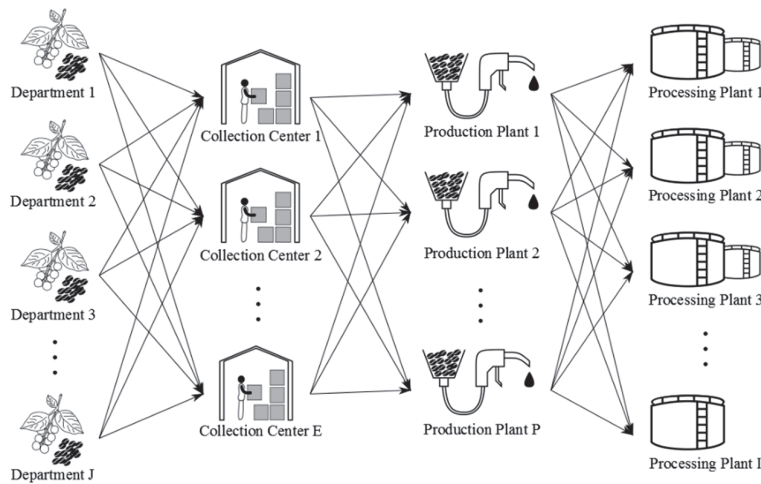 Department 1
Department 2
Department 3
Department J
Collection Center 1
Collection Center 2
Collection Center E
Production Plant 1
Production Plant 2
Production Plant P
Processing Plant 1
Processing Plant 2
Processing Plant 3
Processing Plant I